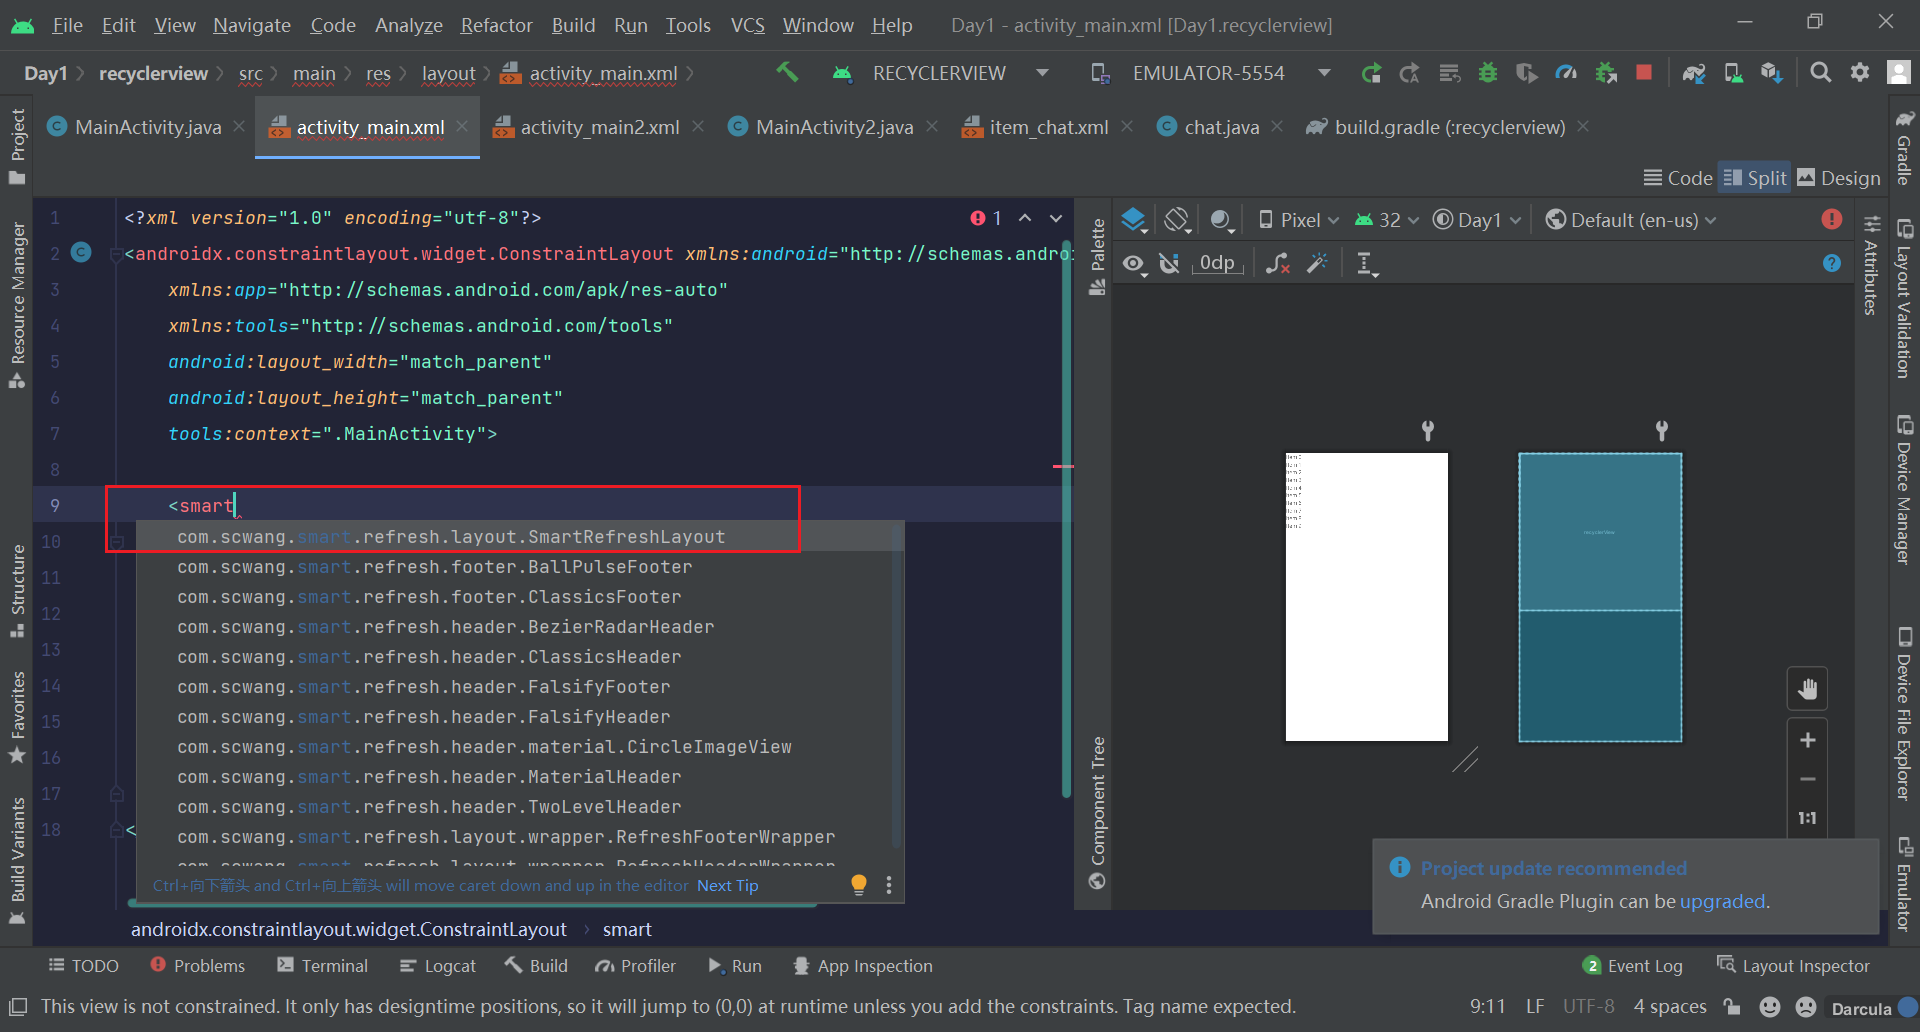 File Edit View Navigate Code Analyze Refactor Build Run Tools VCS Window Help Day1 - activity_main.xml [Day1.recyclerview]
Day1 recyclerview src main res layout activity_main.xml RECYCLERVIEW EMULATOR-5554
MainActivity.java activity_main.xml activity_main2.xml MainActivity2.java item_chat.xml chat.java build.gradle (:recyclerview)
Code Split Design
Project
Resource Manager
Structure
Favorites
Build Variants
1 <?xml version="1.0" encoding="utf-8"?>
2 <androidx.constraintlayout.widget.ConstraintLayout xmlns:android="http://schemas.andro
3 xmlns:app="http://schemas.android.com/apk/res-auto"
4 xmlns:tools="http://schemas.android.com/tools"
5 android:layout_width="match_parent"
6 android:layout_height="match_parent"
7 tools:context=".MainActivity">
8
9 <smart
10
11
12
13
14
15
16
17
18 <
1
com.scwang.smart.refresh.layout.SmartRefreshLayout
com.scwang.smart.refresh.footer.BallPulseFooter
com.scwang.smart.refresh.footer.ClassicsFooter
com.scwang.smart.refresh.header.BezierRadarHeader
com.scwang.smart.refresh.header.ClassicsHeader
com.scwang.smart.refresh.header.FalsifyFooter
com.scwang.smart.refresh.header.FalsifyHeader
com.scwang.smart.refresh.header.material.CircleImageView
com.scwang.smart.refresh.header.MaterialHeader
com.scwang.smart.refresh.header.TwoLevelHeader
com.scwang.smart.refresh.layout.wrapper.RefreshFooterWrapper
com.scwang.smart.refresh.layout.wrapper.RefreshHeaderWrapper
Ctrl+向下箭头 and Ctrl+向上箭头 will move caret down and up in the editor Next Tip
androidx.constraintlayout.widget.ConstraintLayout smart
Palette
Component Tree
Pixel 32 Day1 Default (en-us)
0dp
recyclerView
1:1
Attributes
Gradle
Layout Validation
Device Manager
Device File Explorer
Emulator
Project update recommended
Android Gradle Plugin can be upgraded.
TODO Problems Terminal Logcat Build Profiler Run App Inspection 2 Event Log Layout Inspector
This view is not constrained. It only has designtime positions, so it will jump to (0,0) at runtime unless you add the constraints. Tag name expected. 9:11 LF UTF-8 4 spaces Darcula